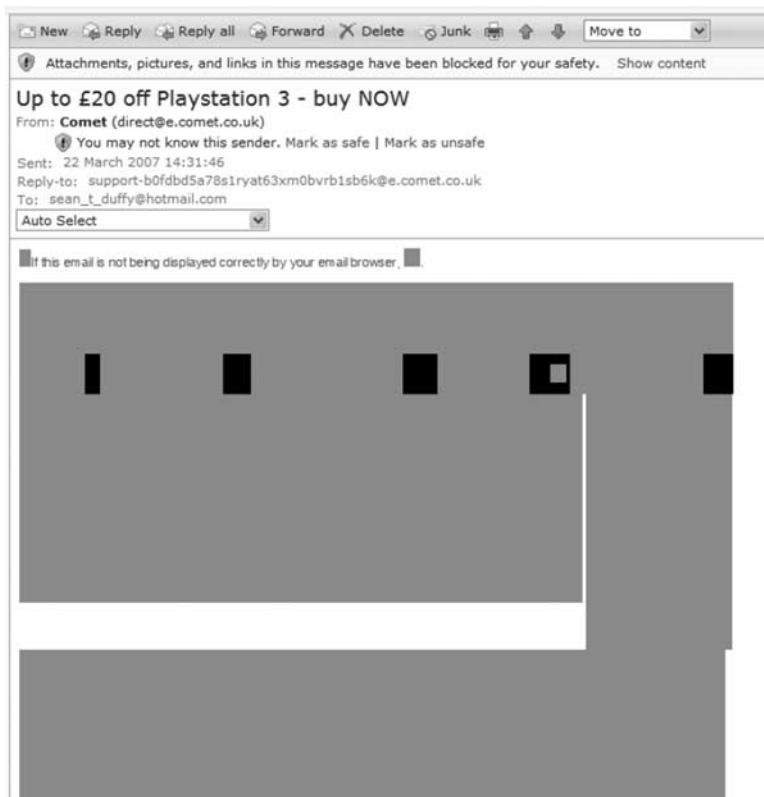 New Reply Reply all Forward Delete Junk Move to
Attachments, pictures, and links in this message have been blocked for your safety. Show content
Up to £20 off Playstation 3 - buy NOW
From: Comet (direct@e.comet.co.uk)
You may not know this sender. Mark as safe | Mark as unsafe
Sent: 22 March 2007 14:31:46
Reply-to: support-b0fdbd5a78s1ryat63xm0bvrb1sb6k@e.comet.co.uk
To: sean_t_duffy@hotmail.com
Auto Select
If this email is not being displayed correctly by your email browser, .